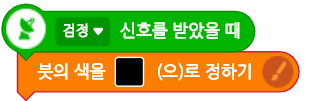 검정 신호를 받았을 때
붓의 색을 (으)로 정하기